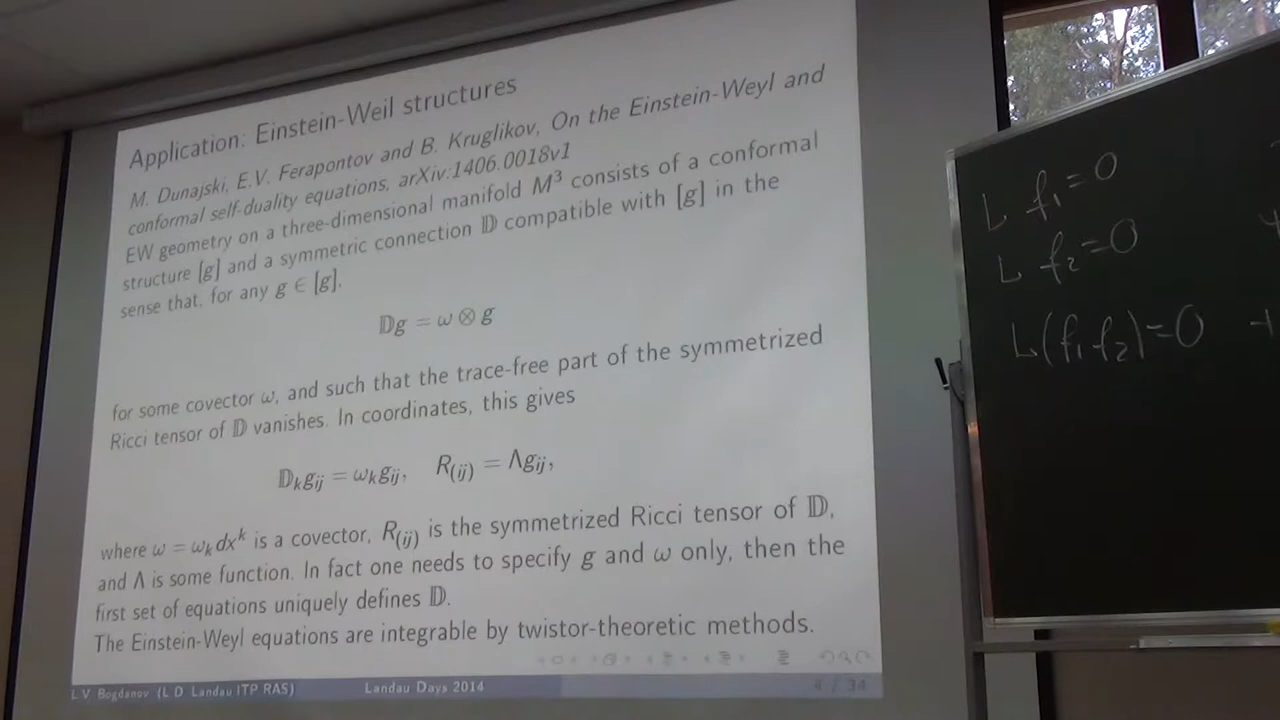 Application: Einstein-Weil structures
M. Dunajski, E.V. Ferapontov and B. Kruglikov, On the Einstein-Weyl and
conformal self-duality equations, arXiv:1406.0018v1
EW geometry on a three-dimensional manifold M³ consists of a conformal
structure [g] and a symmetric connection 𝔻 compatible with [g] in the
sense that, for any g ∈ [g],
𝔻g = ω ⊗ g
for some covector ω, and such that the trace-free part of the symmetrized
Ricci tensor of 𝔻 vanishes. In coordinates, this gives
𝔻ₖgᵢⱼ = ωₖgᵢⱼ, R₍ᵢⱼ₎ = Λgᵢⱼ,
where ω = ωₖdxᵏ is a covector, R₍ᵢⱼ₎ is the symmetrized Ricci tensor of 𝔻,
and Λ is some function. In fact one needs to specify g and ω only, then the
first set of equations uniquely defines 𝔻.
The Einstein-Weyl equations are integrable by twistor-theoretic methods.
L.V. Bogdanov (L.D. Landau ITP RAS) Landau Days 2014 4 / 34
L f₁=0
L f₂=0
L(f₁f₂)=0